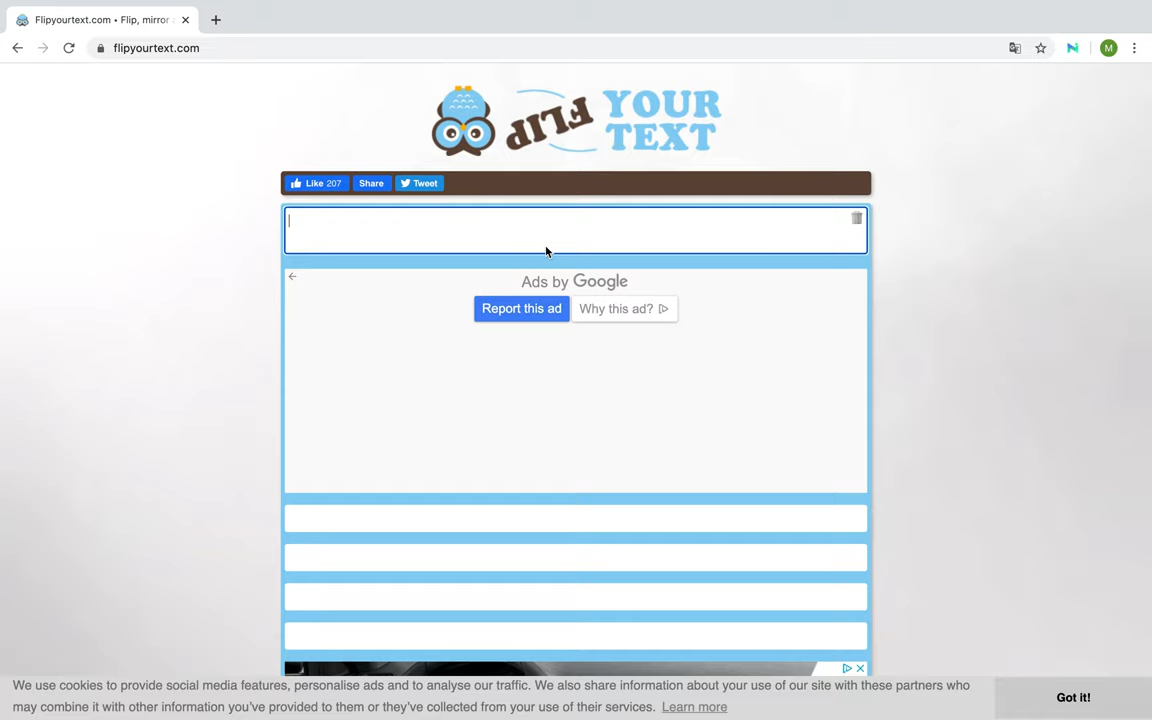 Flipyourtext.com • Flip, mirror
flipyourtext.com
M
FLIP YOUR
TEXT
Like 207 Share Tweet
Ads by Google
Report this ad Why this ad?
We use cookies to provide social media features, personalise ads and to analyse our traffic. We also share information about your use of our site with these partners who
may combine it with other information you've provided to them or they've collected from your use of their services. Learn more
Got it!